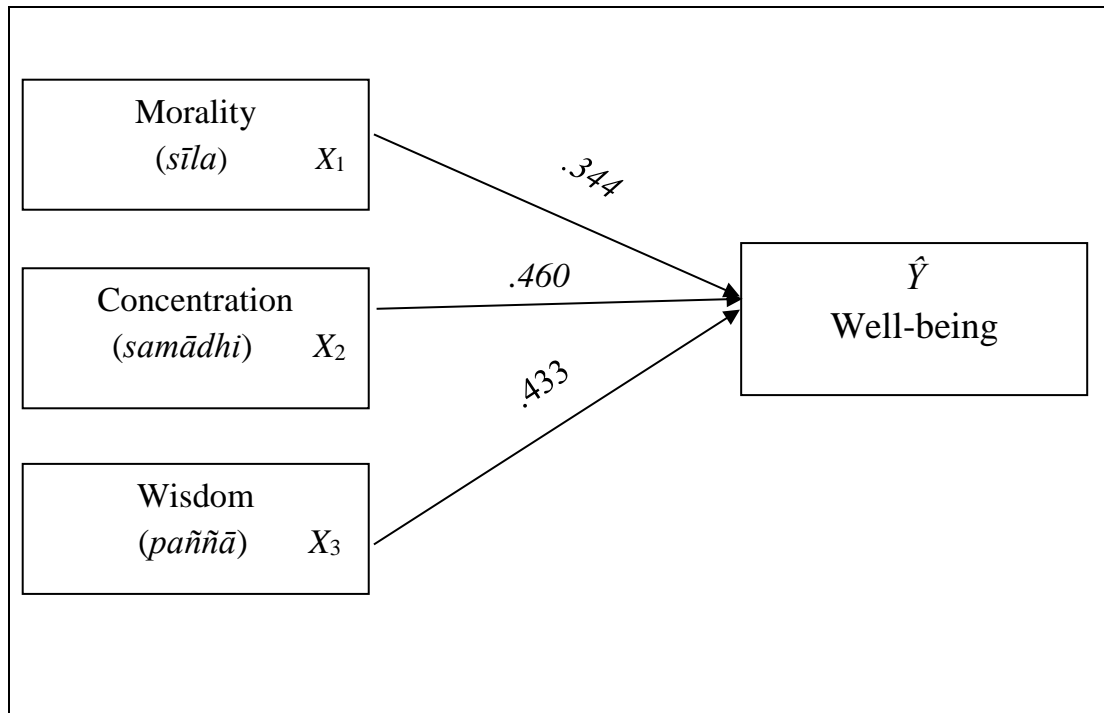 Morality
(sīla) X₁
.344
Concentration
(samādhi) X₂
.460
Wisdom
(paññā) X₃
.433
Ŷ
Well-being